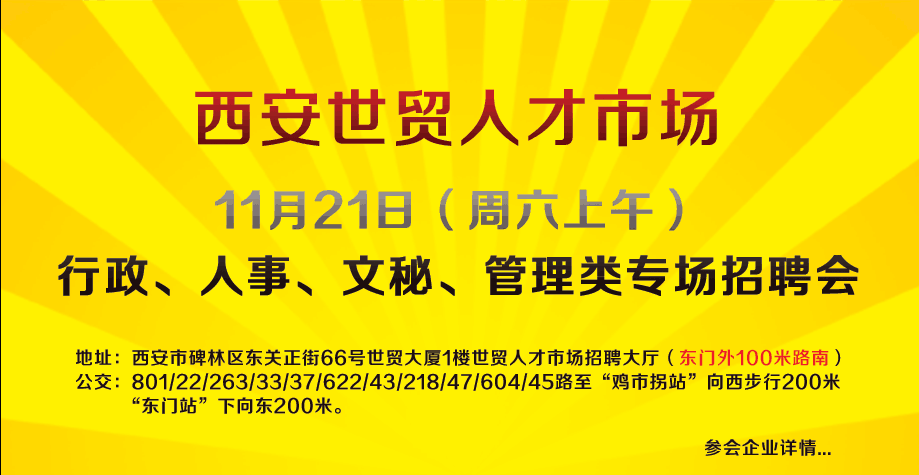 西安世贸人才市场
11月21日（周六上午）
行政、人事、文秘、管理类专场招聘会
地址：西安市碑林区东关正街66号世贸大厦1楼世贸人才市场招聘大厅（东门外100米路南）
公交：801/22/263/33/37/622/43/218/47/604/45路至“鸡市拐站”向西步行200米
“东门站”下向东200米。
参会企业详情...